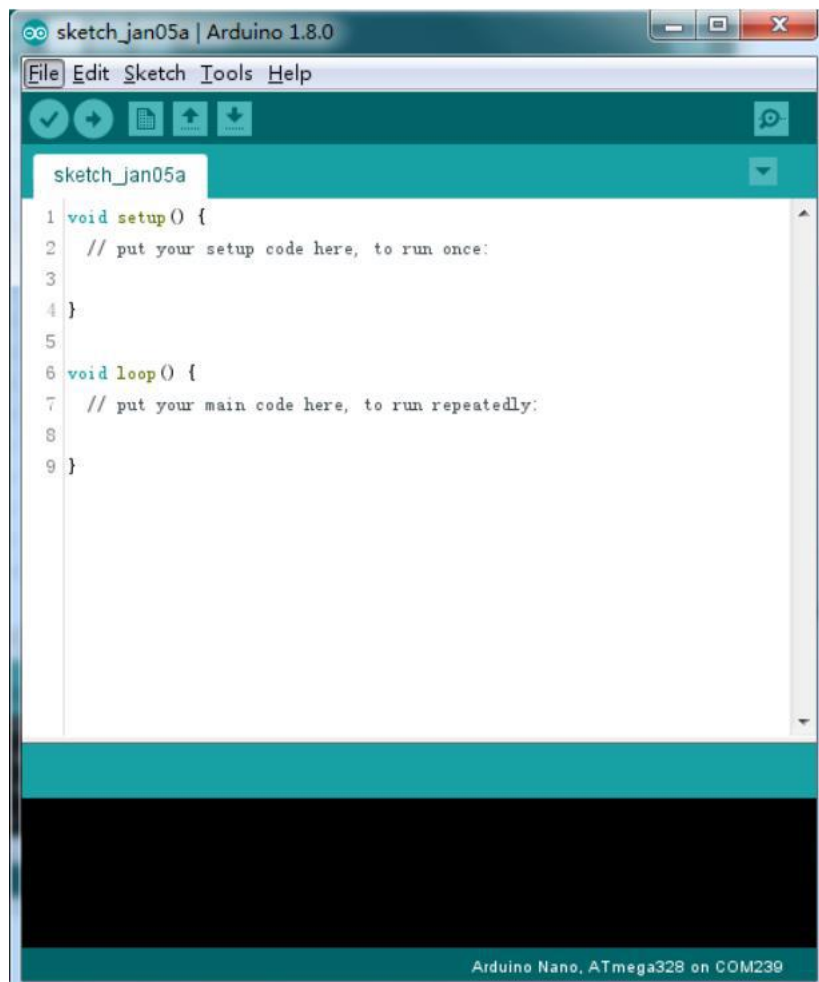 sketch_jan05a | Arduino 1.8.0
File Edit Sketch Tools Help
sketch_jan05a
1 void setup() {
2 // put your setup code here, to run once:
3
4 }
5
6 void loop() {
7 // put your main code here, to run repeatedly:
8
9 }
Arduino Nano, ATmega328 on COM239